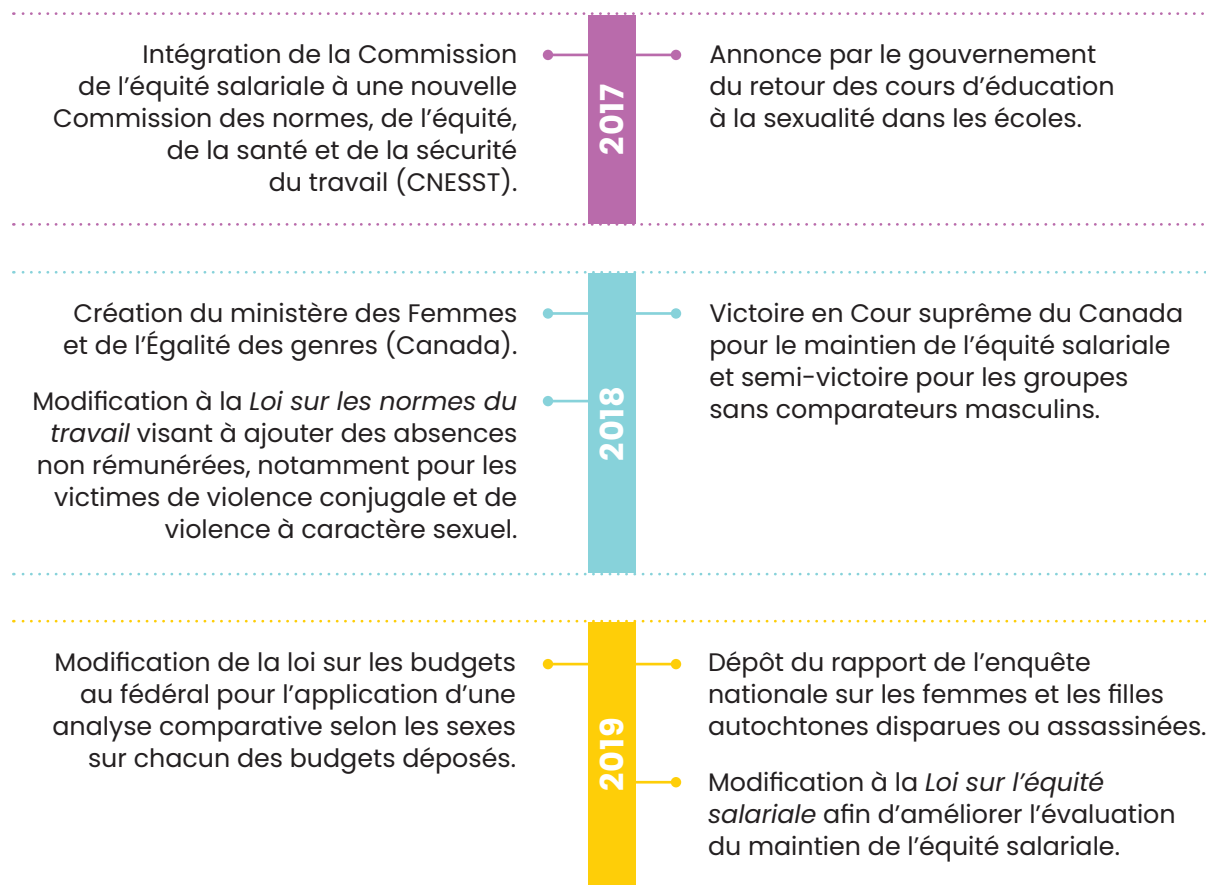 2017
Intégration de la Commission
de l’équité salariale à une nouvelle
Commission des normes, de l’équité,
de la santé et de la sécurité
du travail (CNESST).
Annonce par le gouvernement
du retour des cours d’éducation
à la sexualité dans les écoles.
2018
Création du ministère des Femmes
et de l’Égalité des genres (Canada).
Modification à la Loi sur les normes du
travail visant à ajouter des absences
non rémunérées, notamment pour les
victimes de violence conjugale et de
violence à caractère sexuel.
Victoire en Cour suprême du Canada
pour le maintien de l’équité salariale
et semi-victoire pour les groupes
sans comparateurs masculins.
2019
Modification de la loi sur les budgets
au fédéral pour l’application d’une
analyse comparative selon les sexes
sur chacun des budgets déposés.
Dépôt du rapport de l’enquête
nationale sur les femmes et les filles
autochtones disparues ou assassinées.
Modification à la Loi sur l’équité
salariale afin d’améliorer l’évaluation
du maintien de l’équité salariale.